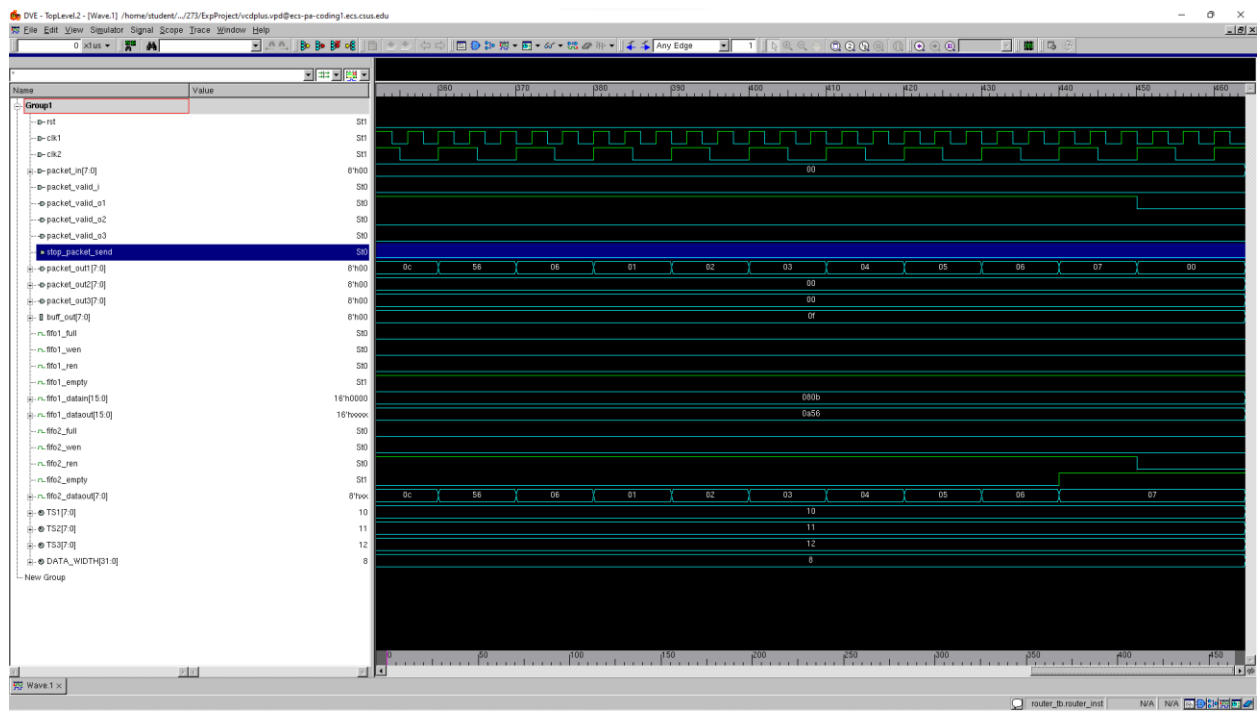 DVE - TopLevel.2 - [Wave.1] /home/student/.../273/ExpProject/vcdplus.vpd@ecs-pa-coding1.ecs.csus.edu
File Edit View Simulator Signal Scope Trace Window Help
0 x1us Any Edge 1
*
Name Value
360 370 380 390 400 410 420 430 440 450 460
Group1
rst St1
clk1 St1
clk2 St1
packet_in[7:0] 8'h00 00
packet_valid_i St0
packet_valid_o1 St0
packet_valid_o2 St0
packet_valid_o3 St0
stop_packet_send St0
packet_out1[7:0] 8'h00 0c 56 06 01 02 03 04 05 06 07 00
packet_out2[7:0] 8'h00 00
packet_out3[7:0] 8'h00 00
buff_out[7:0] 8'h00 0f
fifo1_full St0
fifo1_wen St0
fifo1_ren St0
fifo1_empty St1
fifo1_datain[15:0] 16'h0000 080b
fifo1_dataout[15:0] 16'hxxxx 0a56
fifo2_full St0
fifo2_wen St0
fifo2_ren St0
fifo2_empty St1
fifo2_dataout[7:0] 8'hxx 0c 56 06 01 02 03 04 05 06 07
TS1[7:0] 10 10
TS2[7:0] 11 11
TS3[7:0] 12 12
DATA_WIDTH[31:0] 8 8
New Group
0 50 100 150 200 250 300 350 400 450
Wave.1
router_tb.router_inst N/A N/A